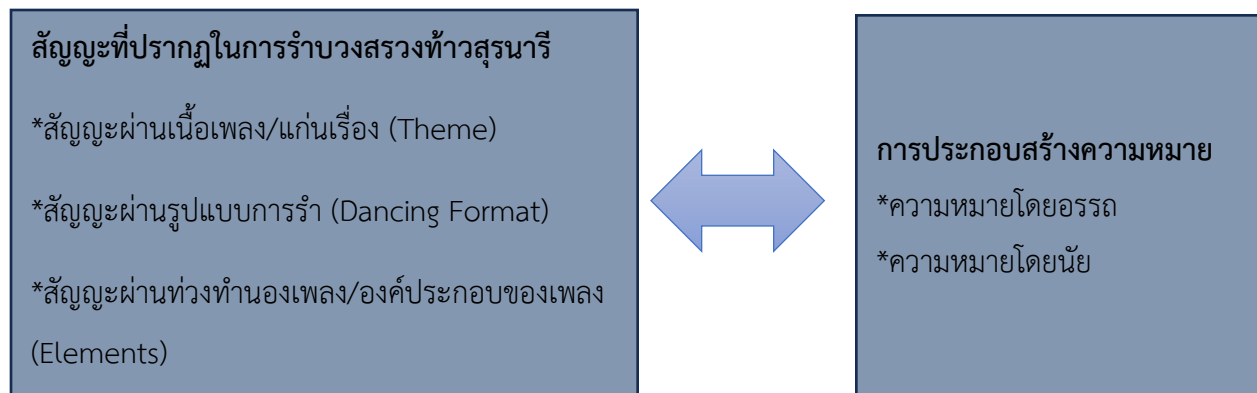 สัญญะที่ปรากฏในการรำบวงสรวงท้าวสุรนารี
*สัญญะผ่านเนื้อเพลง/แก่นเรื่อง (Theme)
*สัญญะผ่านรูปแบบการรำ (Dancing Format)
*สัญญะผ่านท่วงทำนองเพลง/องค์ประกอบของเพลง
(Elements)
การประกอบสร้างความหมาย
*ความหมายโดยอรรถ
*ความหมายโดยนัย